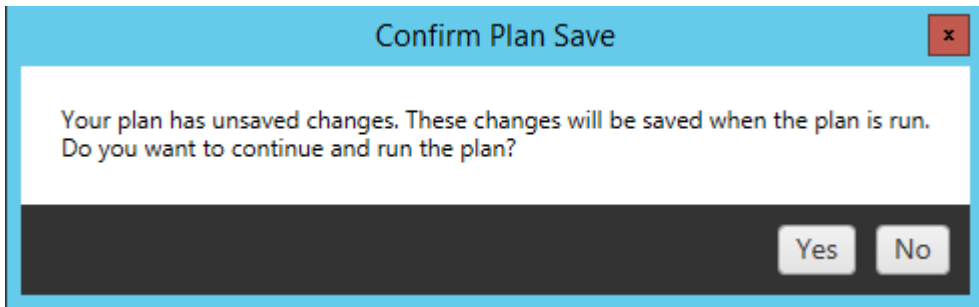 Confirm Plan Save
x
Your plan has unsaved changes. These changes will be saved when the plan is run.
Do you want to continue and run the plan?
Yes No